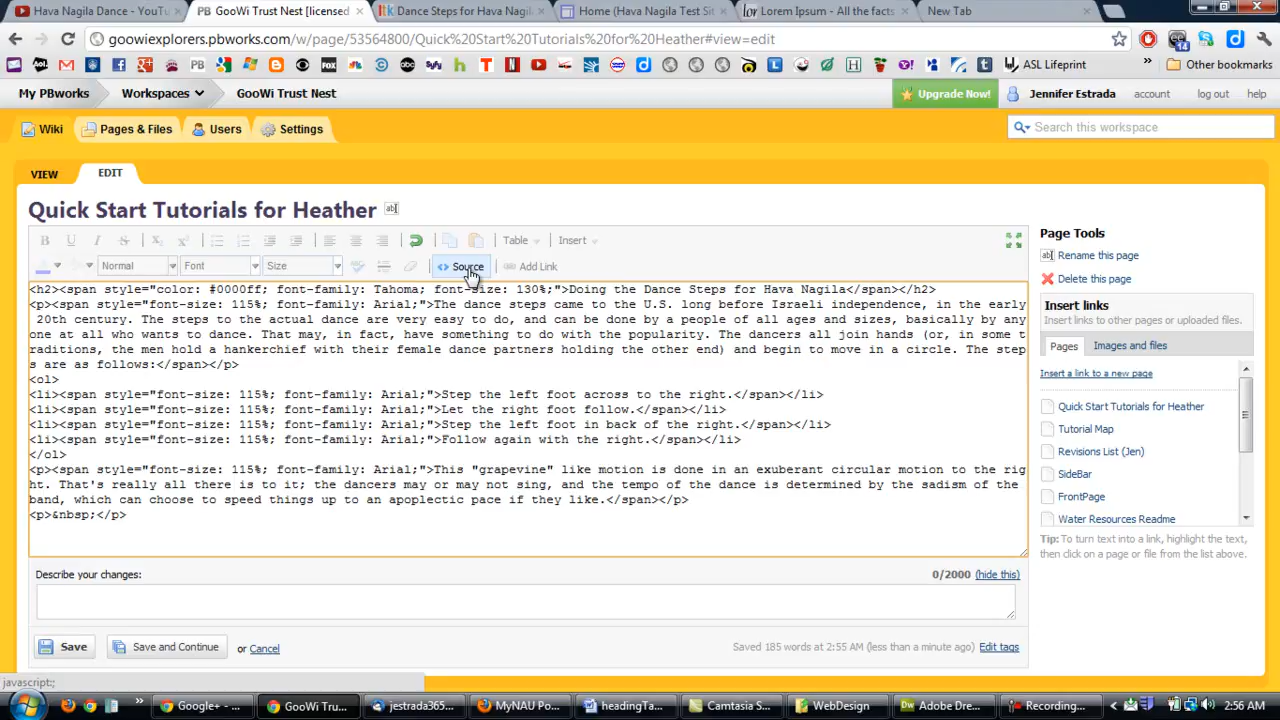 Hava Nagila Dance - YouTu
PB GooWi Trust Nest [licensed
Dance Steps for Hava Nagila
Home (Hava Nagila Test Sit
Lorem Ipsum - All the facts
New Tab
goowiexplorers.pbworks.com/w/page/53564800/Quick%20Start%20Tutorials%20for%20Heather#view=edit
ASL Lifeprint
Other bookmarks
My PBworks
Workspaces
GooWi Trust Nest
Upgrade Now!
Jennifer Estrada
account
log out
help
Wiki
Pages & Files
Users
Settings
Search this workspace
VIEW
EDIT
Quick Start Tutorials for Heather
Table
Insert
Normal
Font
Size
Source
Add Link
<h2><span style="color: #0000ff; font-family: Tahoma; font-size: 130%;">Doing the Dance Steps for Hava Nagila</span></h2>
<p><span style="font-size: 115%; font-family: Arial;">The dance steps came to the U.S. long before Israeli independence, in the early
20th century. The steps to the actual dance are very easy to do, and can be done by a people of all ages and sizes, basically by any
one at all who wants to dance. That may, in fact, have something to do with the popularity. The dancers all join hands (or, in some t
raditions, the men hold a hankerchief with their female dance partners holding the other end) and begin to move in a circle. The step
s are as follows:</span></p>
<ol>
<li><span style="font-size: 115%; font-family: Arial;">Step the left foot across to the right.</span></li>
<li><span style="font-size: 115%; font-family: Arial;">Let the right foot follow.</span></li>
<li><span style="font-size: 115%; font-family: Arial;">Step the left foot in back of the right.</span></li>
<li><span style="font-size: 115%; font-family: Arial;">Follow again with the right.</span></li>
</ol>
<p><span style="font-size: 115%; font-family: Arial;">This "grapevine" like motion is done in an exuberant circular motion to the rig
ht. That's really all there is to it; the dancers may or may not sing, and the tempo of the dance is determined by the sadism of the
band, which can choose to speed things up to an apoplectic pace if they like.</span></p>
<p>&nbsp;</p>
Page Tools
Rename this page
Delete this page
Insert links
Insert links to other pages or uploaded files.
Pages
Images and files
Insert a link to a new page
Quick Start Tutorials for Heather
Tutorial Map
Revisions List (Jen)
SideBar
FrontPage
Water Resources Readme
Tip: To turn text into a link, highlight the text,
then click on a page or file from the list above.
Describe your changes:
0/2000 (hide this)
Save
Save and Continue
or Cancel
Saved 185 words at 2:55 AM (less than a minute ago)
Edit tags
javascript:;
Google+ - ...
GooWi Tru...
jestrada365...
MyNAU Po...
headingTa...
Camtasia S...
WebDesign
Adobe Dre...
Recording...
2:56 AM